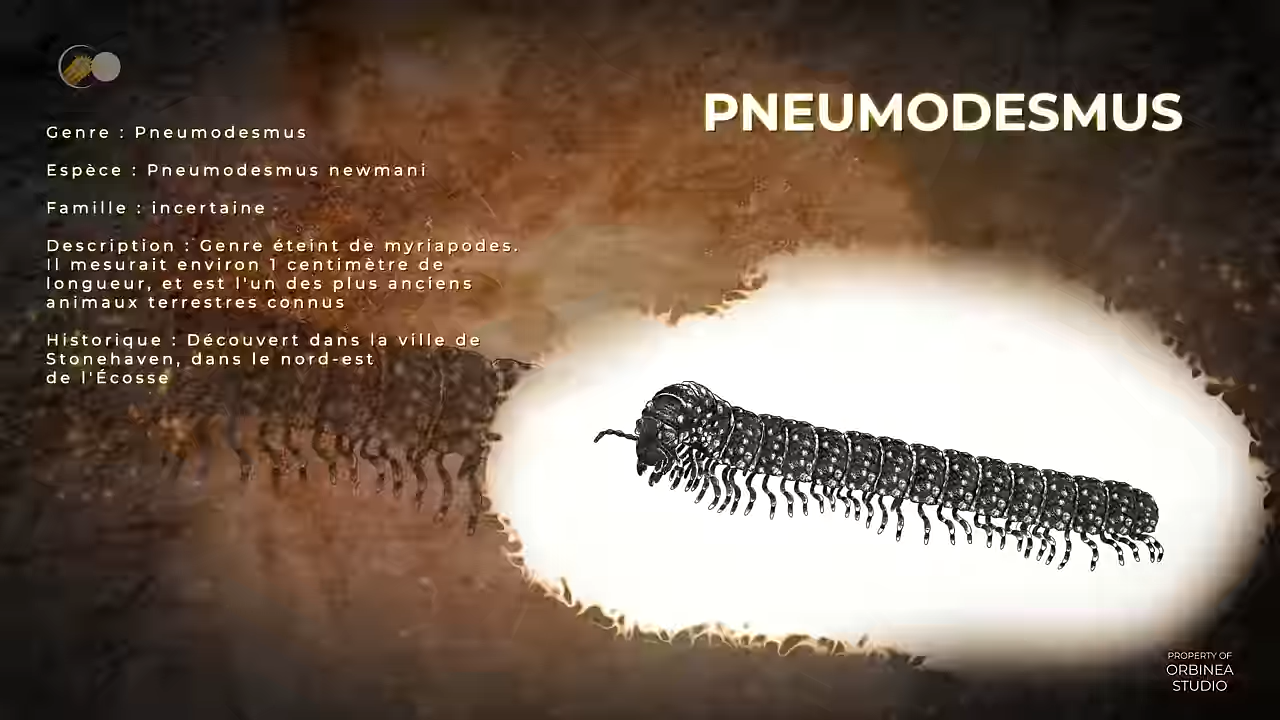 PNEUMODESMUS
Genre : Pneumodesmus
Espèce : Pneumodesmus newmani
Famille : incertaine
Description : Genre éteint de myriapodes.
Il mesurait environ 1 centimètre de
longueur, et est l'un des plus anciens
animaux terrestres connus
Historique : Découvert dans la ville de
Stonehaven, dans le nord-est
de l'Écosse
PROPERTY OF
ORBINEA
STUDIO